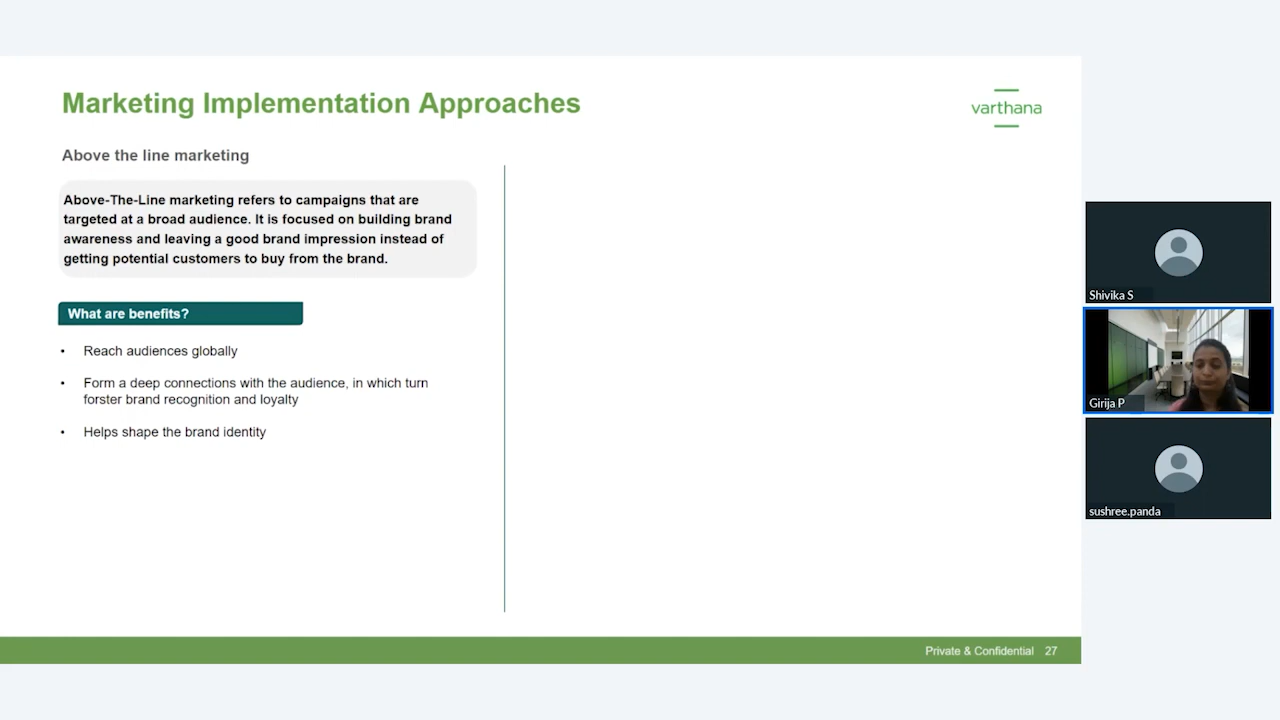 Marketing Implementation Approaches
varthana
Above the line marketing
Above-The-Line marketing refers to campaigns that are
targeted at a broad audience. It is focused on building brand
awareness and leaving a good brand impression instead of
getting potential customers to buy from the brand.
What are benefits?
• Reach audiences globally
• Form a deep connections with the audience, in which turn
forster brand recognition and loyalty
• Helps shape the brand identity
Shivika S
Girija P
sushree.panda
Private & Confidential 27